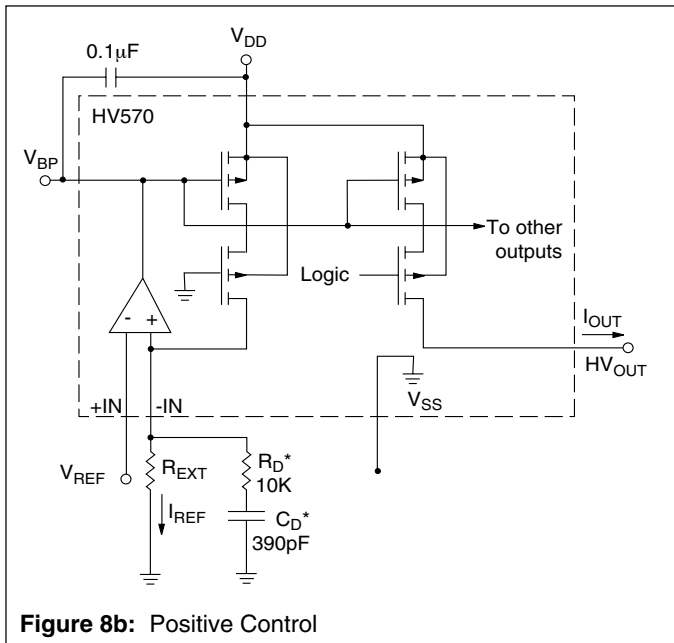 V_DD
0.1µF
HV570
V_BP
To other
outputs
Logic
- +
I_OUT
HV_OUT
V_SS
+IN -IN
V_REF
R_EXT
R_D*
10K
I_REF
C_D*
390pF
Figure 8b: Positive Control